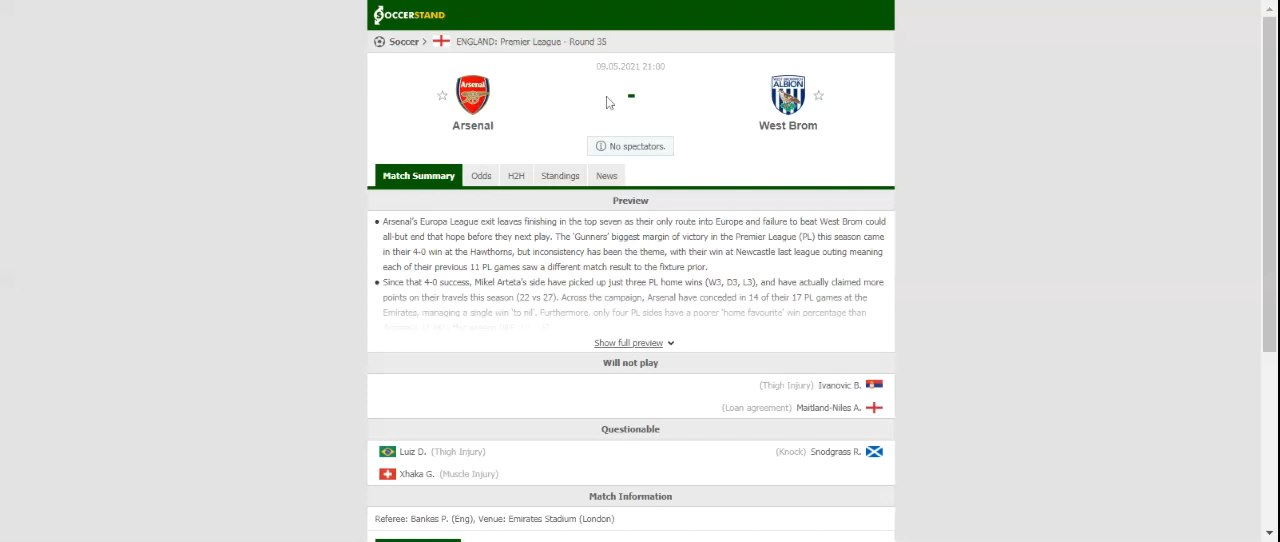 SOCCERSTAND
Soccer > ENGLAND: Premier League - Round 35
09.05.2021 21:00
Arsenal
ALBION
-
Arsenal
West Brom
No spectators.
Match Summary Odds H2H Standings News
Preview
• Arsenal's Europa League exit leaves finishing in the top seven as their only route into Europe and failure to beat West Brom could
all-but end that hope before they next play. The 'Gunners' biggest margin of victory in the Premier League (PL) this season came
in their 4-0 win at the Hawthorns, but inconsistency has been the theme, with their win at Newcastle last league outing meaning
each of their previous 11 PL games saw a different match result to the fixture prior.
• Since that 4-0 success, Mikel Arteta's side have picked up just three PL home wins (W3, D3, L3), and have actually claimed more
points on their travels this season (22 vs 27). Across the campaign, Arsenal have conceded in 14 of their 17 PL games at the
Emirates, managing a single win 'to nil'. Furthermore, only four PL sides have a poorer 'home favourite' win percentage than
Show full preview
Will not play
(Thigh Injury) Ivanovic B.
(Loan agreement) Maitland-Niles A.
Questionable
Luiz D. (Thigh Injury)
(Knock) Snodgrass R.
Xhaka G. (Muscle Injury)
Match Information
Referee: Bankes P. (Eng), Venue: Emirates Stadium (London)